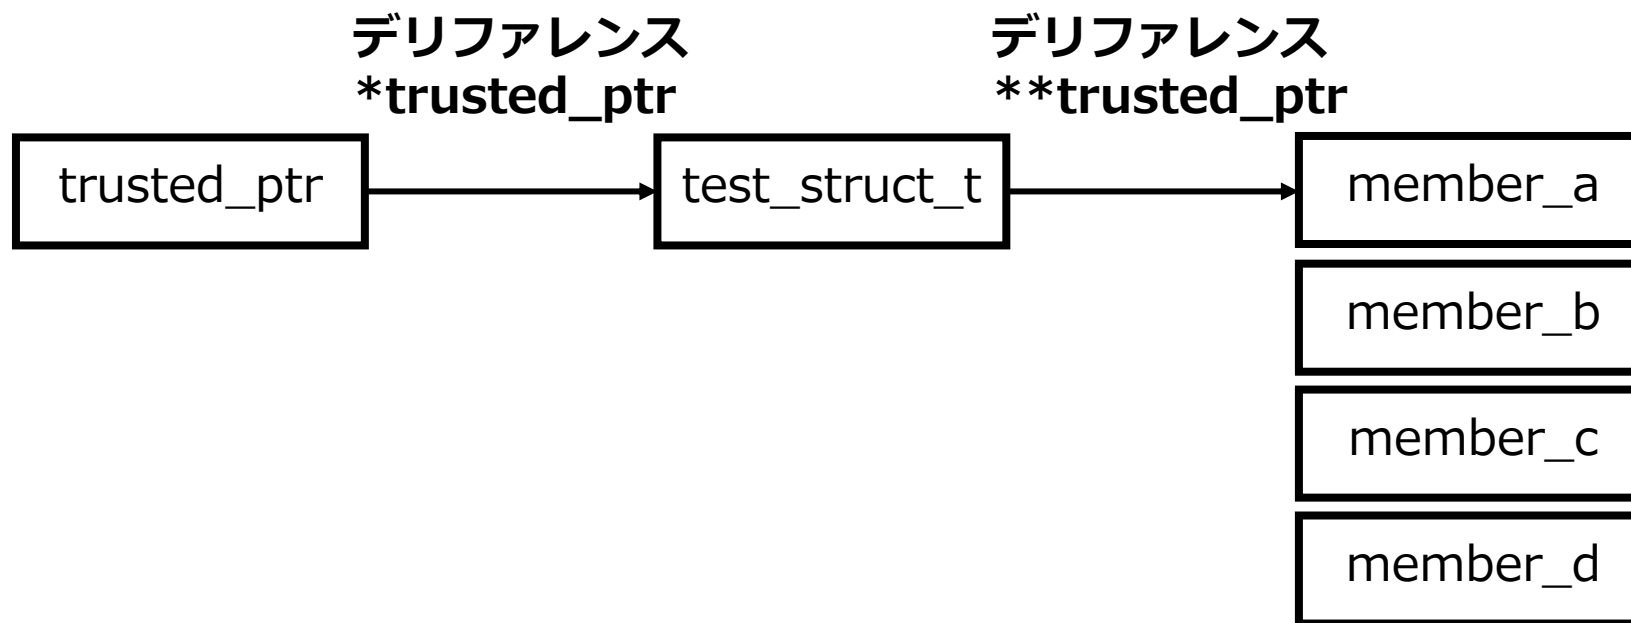 デリファレンス
*trusted_ptr
デリファレンス
**trusted_ptr
trusted_ptr
test_struct_t
member_a
member_b
member_c
member_d